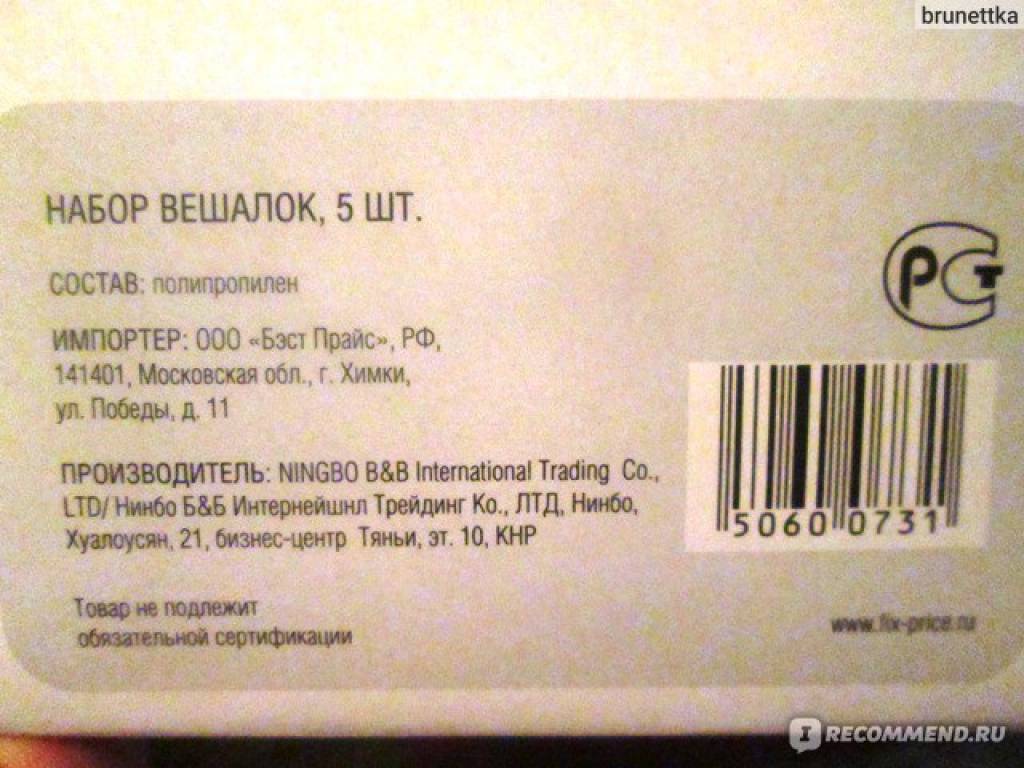 brunettka
НАБОР ВЕШАЛОК, 5 ШТ.
СОСТАВ: полипропилен
ИМПОРТЕР: ООО «Бэст Прайс», РФ,
141401, Московская обл., г. Химки,
ул. Победы, д. 11
РСТ
ПРОИЗВОДИТЕЛЬ: NINGBO B&B International Trading Co.,
LTD/ Нинбо Б&Б Интернейшнл Трейдинг Ко., ЛТД, Нинбо,
Хуалоусян, 21, бизнес-центр Тяньи, эт. 10, КНР
5060 0731
Товар не подлежит
обязательной сертификации
www.fix-price.ru
IRECOMMEND.RU